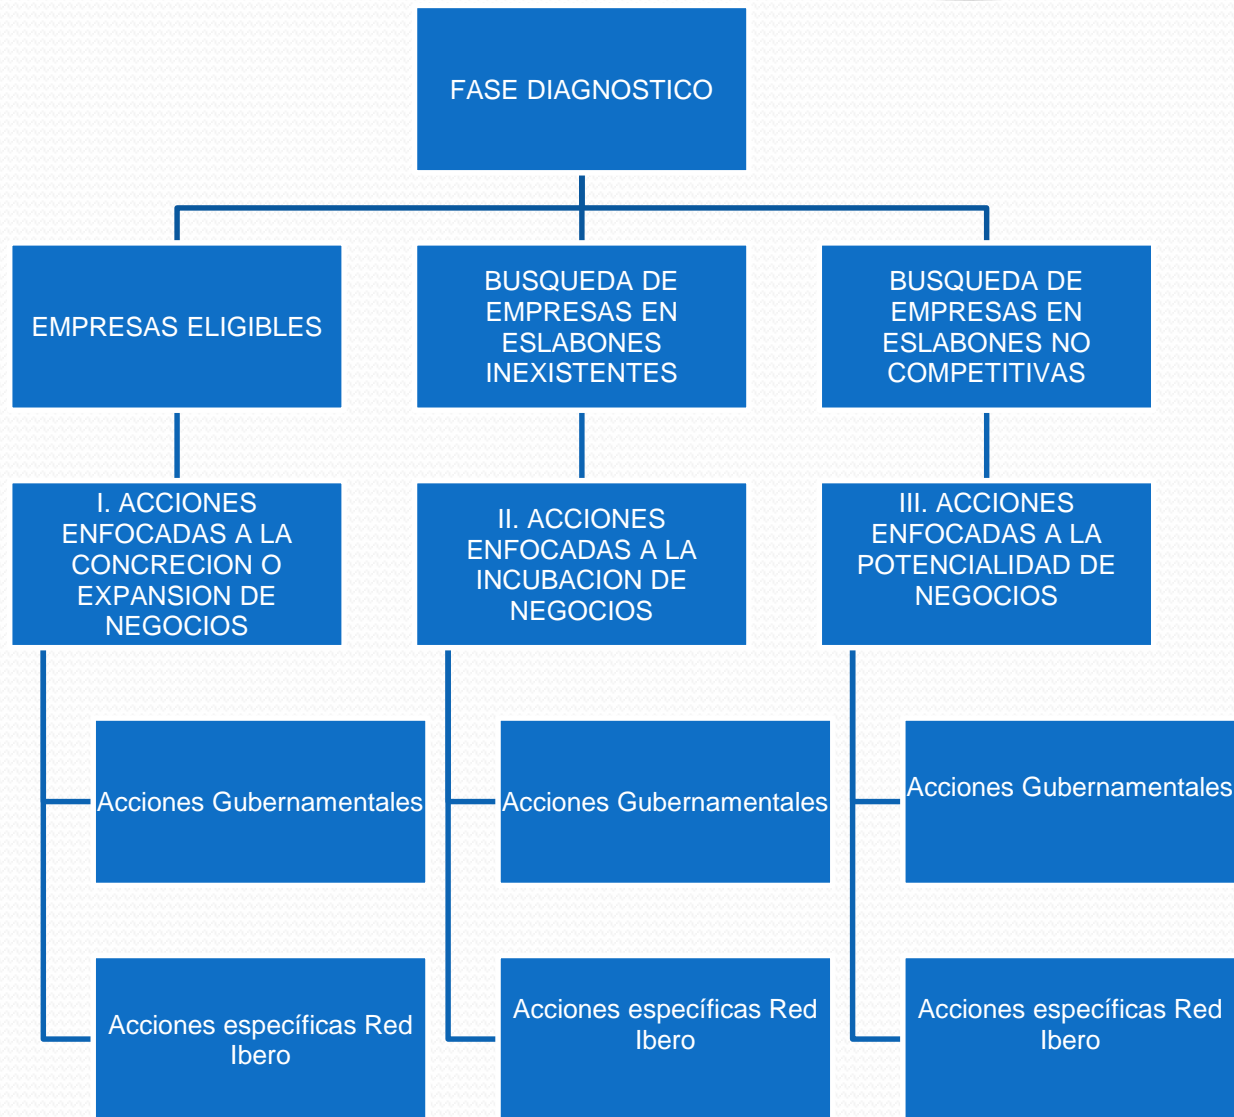 FASE DIAGNOSTICO
EMPRESAS ELIGIBLES
BUSQUEDA DE
EMPRESAS EN
ESLABONES
INEXISTENTES
BUSQUEDA DE
EMPRESAS EN
ESLABONES NO
COMPETITIVAS
I. ACCIONES
ENFOCADAS A LA
CONCRECION O
EXPANSION DE
NEGOCIOS
II. ACCIONES
ENFOCADAS A LA
INCUBACION DE
NEGOCIOS
III. ACCIONES
ENFOCADAS A LA
POTENCIALIDAD DE
NEGOCIOS
Acciones Gubernamentales
Acciones Gubernamentales
Acciones Gubernamentales
Acciones específicas Red
Ibero
Acciones específicas Red
Ibero
Acciones específicas Red
Ibero